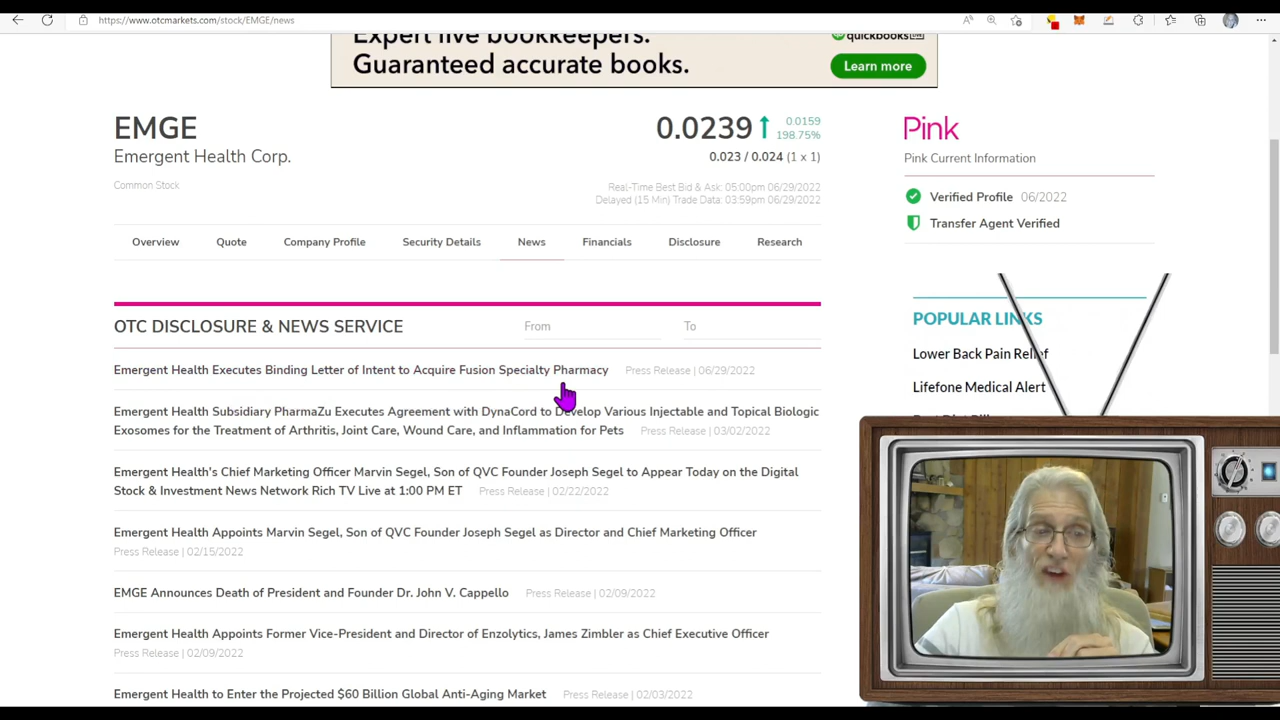 https://www.otcmarkets.com/stock/EMGE/news
Expert live bookkeepers.
Guaranteed accurate books.
quickbooks
Learn more
EMGE
Emergent Health Corp.
Common Stock
0.0239
0.0159
198.75%
0.023 / 0.024 (1 x 1)
Real-Time Best Bid & Ask: 05:00pm 06/29/2022
Delayed (15 Min) Trade Data: 03:59pm 06/29/2022
Pink
Pink Current Information
Verified Profile 06/2022
Transfer Agent Verified
Overview Quote Company Profile Security Details News Financials Disclosure Research
OTC DISCLOSURE & NEWS SERVICE From To
Emergent Health Executes Binding Letter of Intent to Acquire Fusion Specialty Pharmacy Press Release | 06/29/2022
Emergent Health Subsidiary PharmaZu Executes Agreement with DynaCord to Develop Various Injectable and Topical Biologic
Exosomes for the Treatment of Arthritis, Joint Care, Wound Care, and Inflammation for Pets Press Release | 03/02/2022
Emergent Health's Chief Marketing Officer Marvin Segel, Son of QVC Founder Joseph Segel to Appear Today on the Digital
Stock & Investment News Network Rich TV Live at 1:00 PM ET Press Release | 02/22/2022
Emergent Health Appoints Marvin Segel, Son of QVC Founder Joseph Segel as Director and Chief Marketing Officer
Press Release | 02/15/2022
EMGE Announces Death of President and Founder Dr. John V. Cappello Press Release | 02/09/2022
Emergent Health Appoints Former Vice-President and Director of Enzolytics, James Zimbler as Chief Executive Officer
Press Release | 02/09/2022
Emergent Health to Enter the Projected $60 Billion Global Anti-Aging Market Press Release | 02/03/2022
POPULAR LINKS
Lower Back Pain Relief
Lifefone Medical Alert